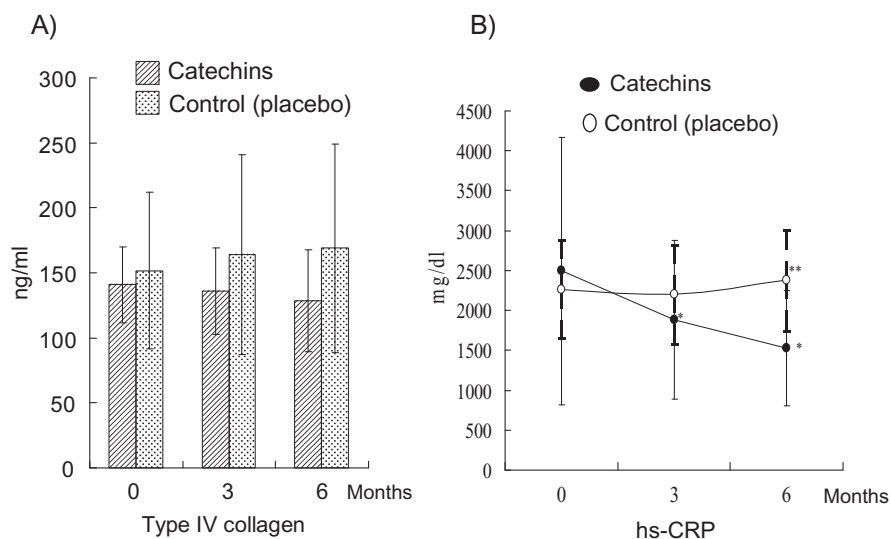 A)
Catechins
Control (placebo)
300
250
200
150
100
50
0
ng/ml
0 3 6 Months
Type IV collagen
B)
Catechins
Control (placebo)
4500
4000
3500
3000
2500
2000
1500
1000
500
0
mg/dl
**
*
*
0 3 6 Months
hs-CRP